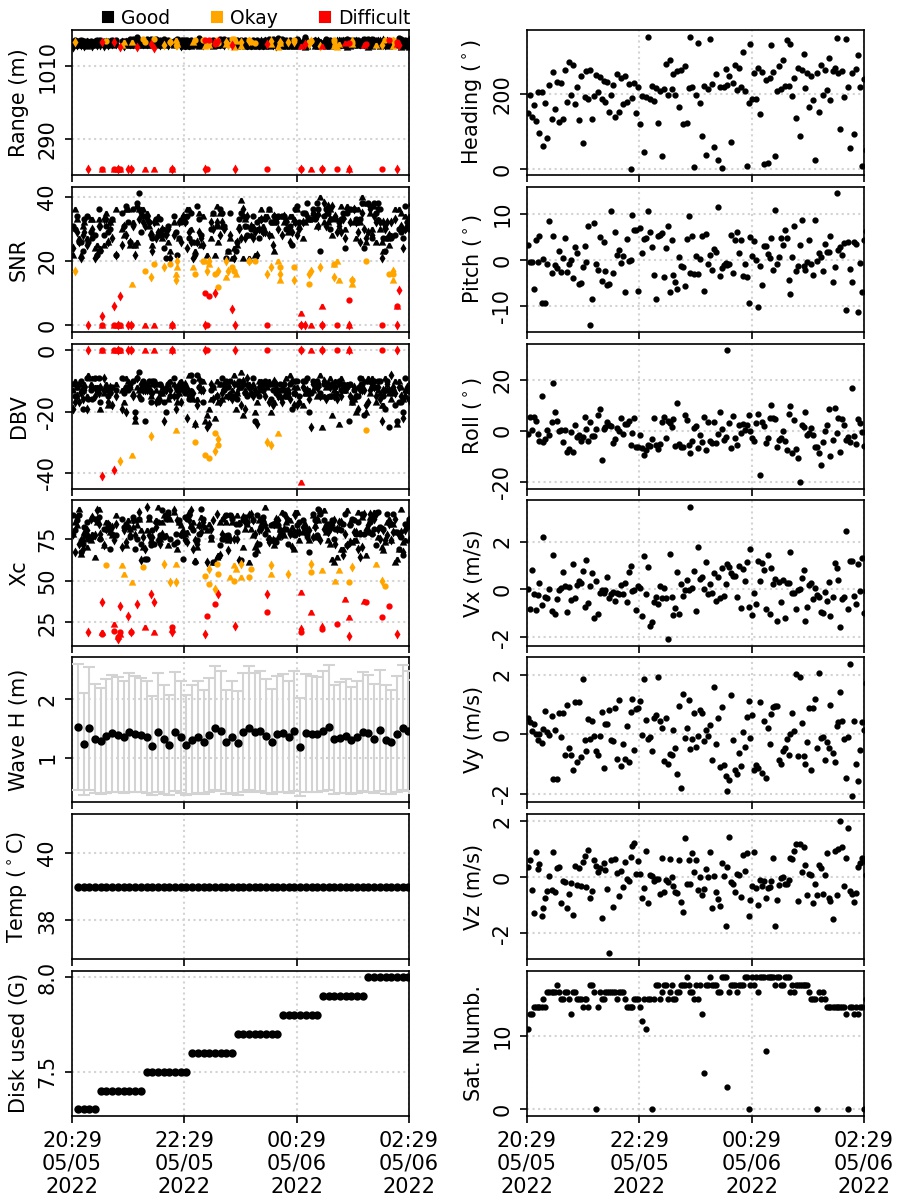 Good Okay Difficult
Range (m)
1010
290
Heading (°)
200
0
SNR
40
20
0
Pitch (°)
10
0
-10
DBV
0
-20
-40
Roll (°)
20
0
-20
Xc
75
50
25
Vx (m/s)
2
0
-2
Wave H (m)
2
1
Vy (m/s)
2
0
-2
Temp (°C)
40
38
Vz (m/s)
2
0
-2
Disk used (G)
8.0
7.5
Sat. Numb.
10
0
20:29 22:29 00:29 02:29
05/05 05/05 05/06 05/06
2022 2022 2022 2022
20:29 22:29 00:29 02:29
05/05 05/05 05/06 05/06
2022 2022 2022 2022